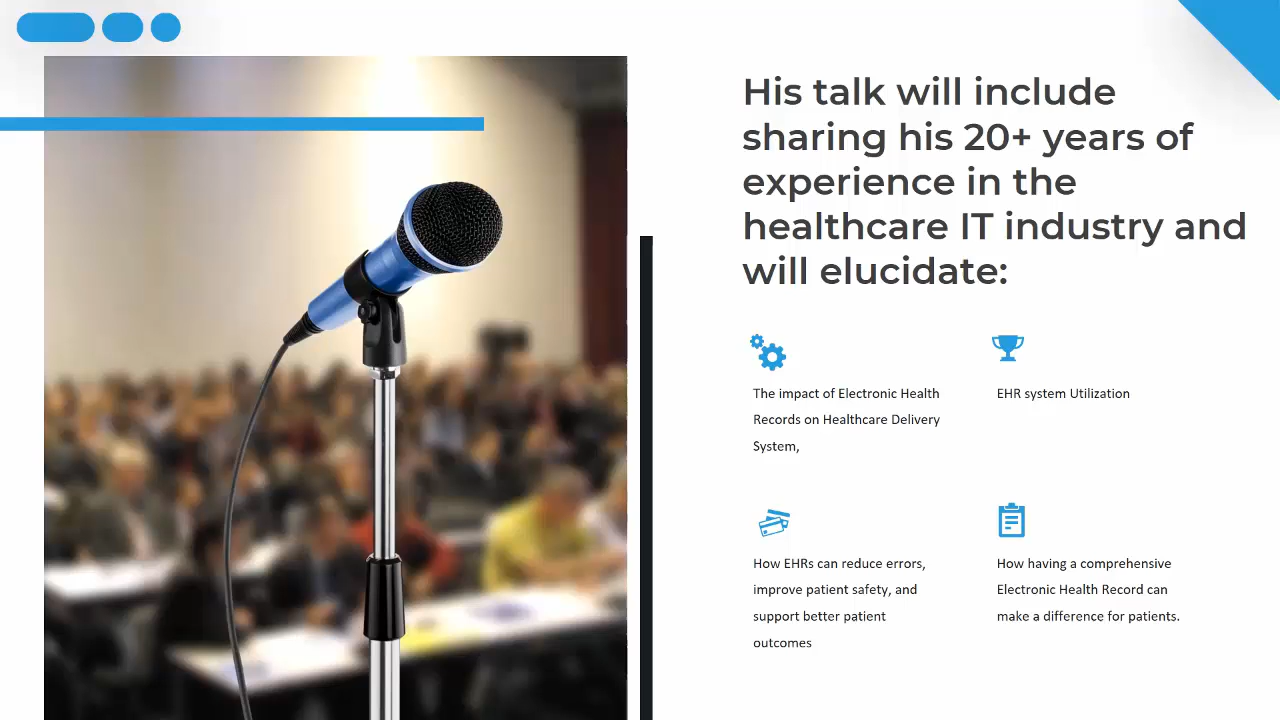 His talk will include
sharing his 20+ years of
experience in the
healthcare IT industry and
will elucidate:
The impact of Electronic Health
Records on Healthcare Delivery
System,
EHR system Utilization
How EHRs can reduce errors,
improve patient safety, and
support better patient
outcomes
How having a comprehensive
Electronic Health Record can
make a difference for patients.